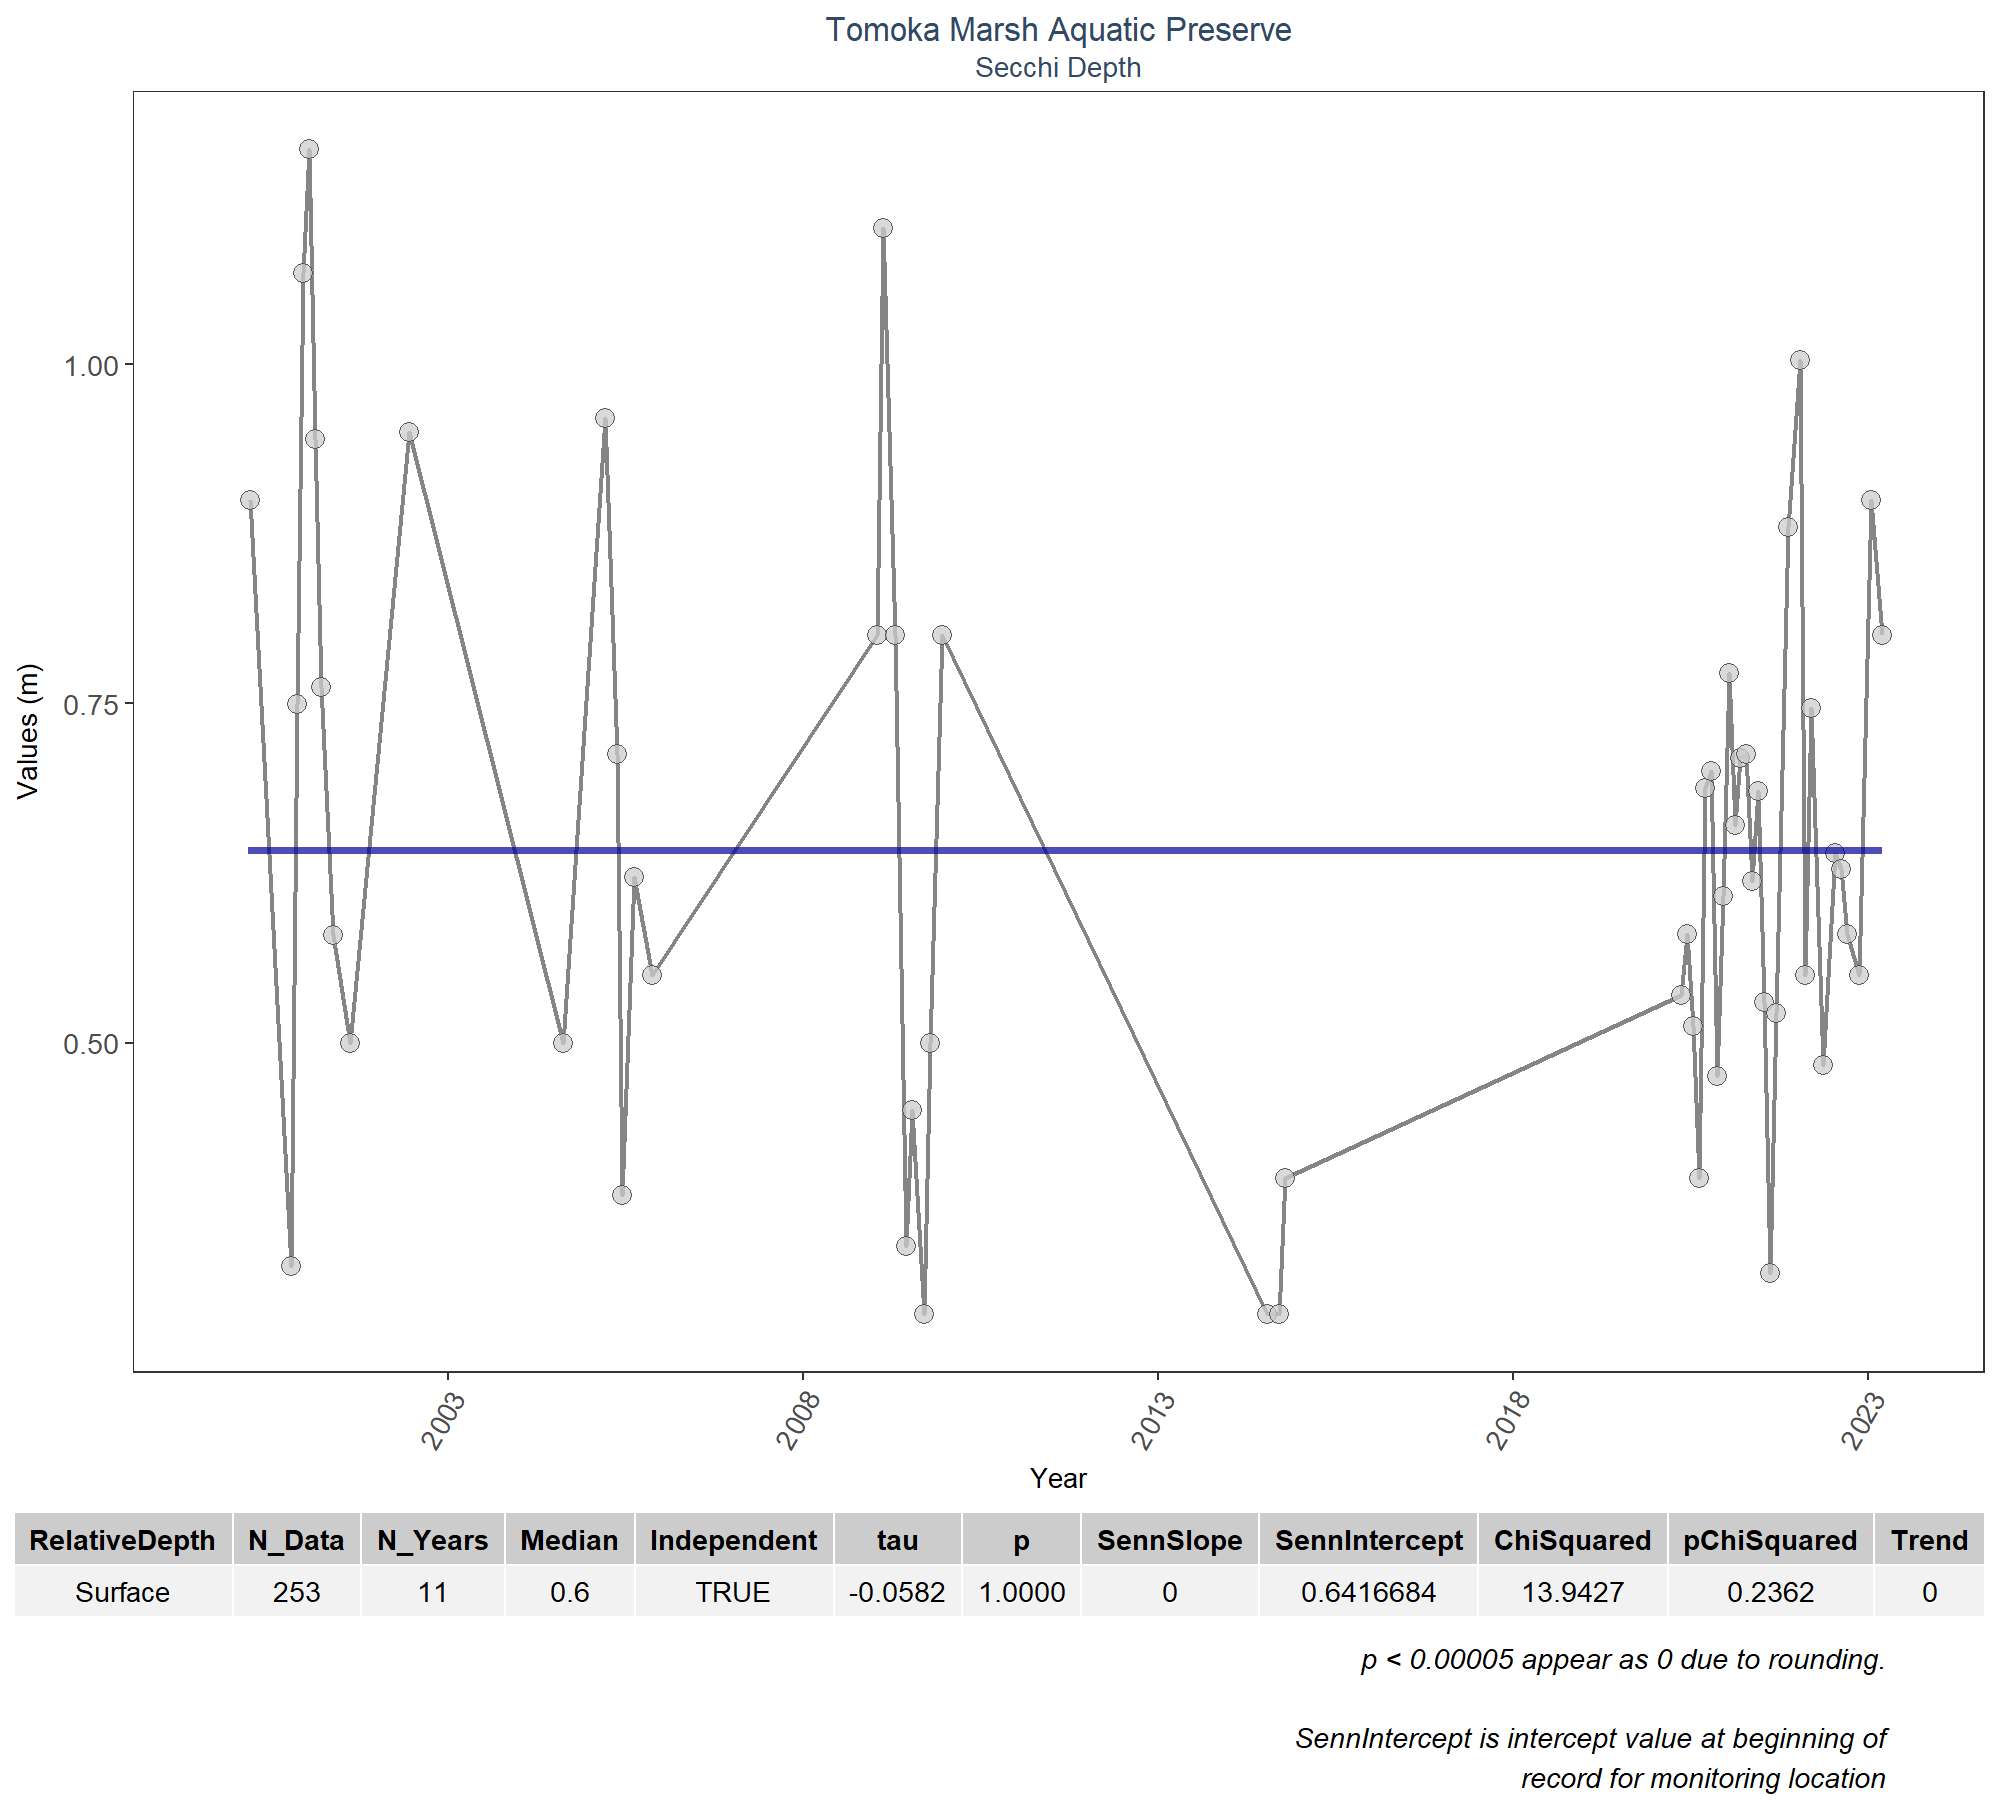 Tomoka Marsh Aquatic Preserve
Secchi Depth
Values (m)
1.00
0.75
0.50
2003
2008
2013
2018
2023
Year
RelativeDepth N_Data N_Years Median Independent tau p SennSlope SennIntercept ChiSquared pChiSquared Trend
Surface 253 11 0.6 TRUE -0.0582 1.0000 0 0.6416684 13.9427 0.2362 0
p < 0.00005 appear as 0 due to rounding.
SennIntercept is intercept value at beginning of
record for monitoring location